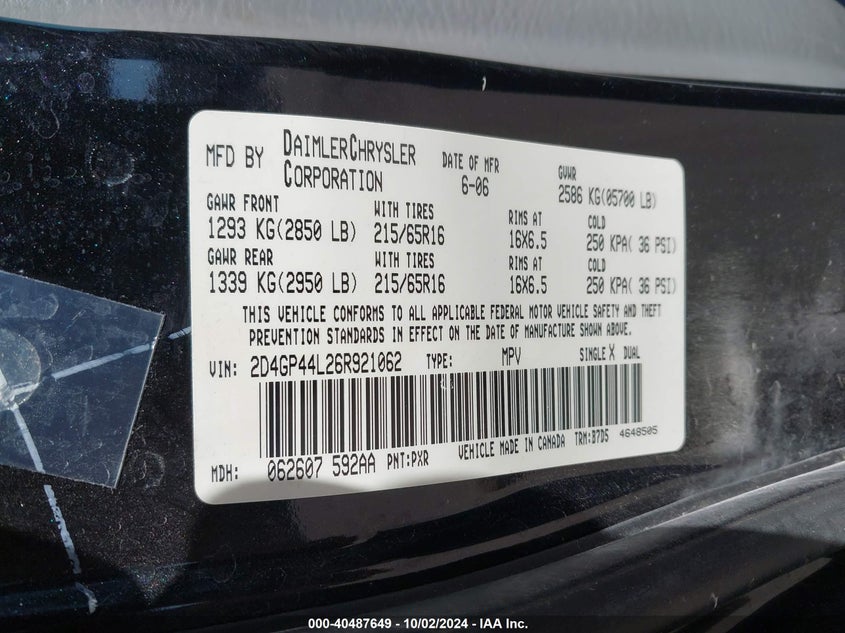 MFD BY DAIMLERCHRYSLER CORPORATION DATE OF MFR 6-06 GVWR 2586 KG(05700 LB)
GAWR FRONT WITH TIRES RIMS AT COLD
1293 KG(2850 LB) 215/65R16 16X6.5 250 KPA( 36 PSI)
GAWR REAR WITH TIRES RIMS AT COLD
1339 KG(2950 LB) 215/65R16 16X6.5 250 KPA( 36 PSI)
THIS VEHICLE CONFORMS TO ALL APPLICABLE FEDERAL MOTOR VEHICLE SAFETY AND THEFT
PREVENTION STANDARDS IN EFFECT ON THE DATE OF MANUFACTURE SHOWN ABOVE.
VIN: 2D4GP44L26R921062 TYPE: MPV SINGLE X DUAL
MDH: 062607 592AA PNT:PXR VEHICLE MADE IN CANADA TRM:B7D5 4648505
000-40487649 - 10/02/2024 - IAA Inc.